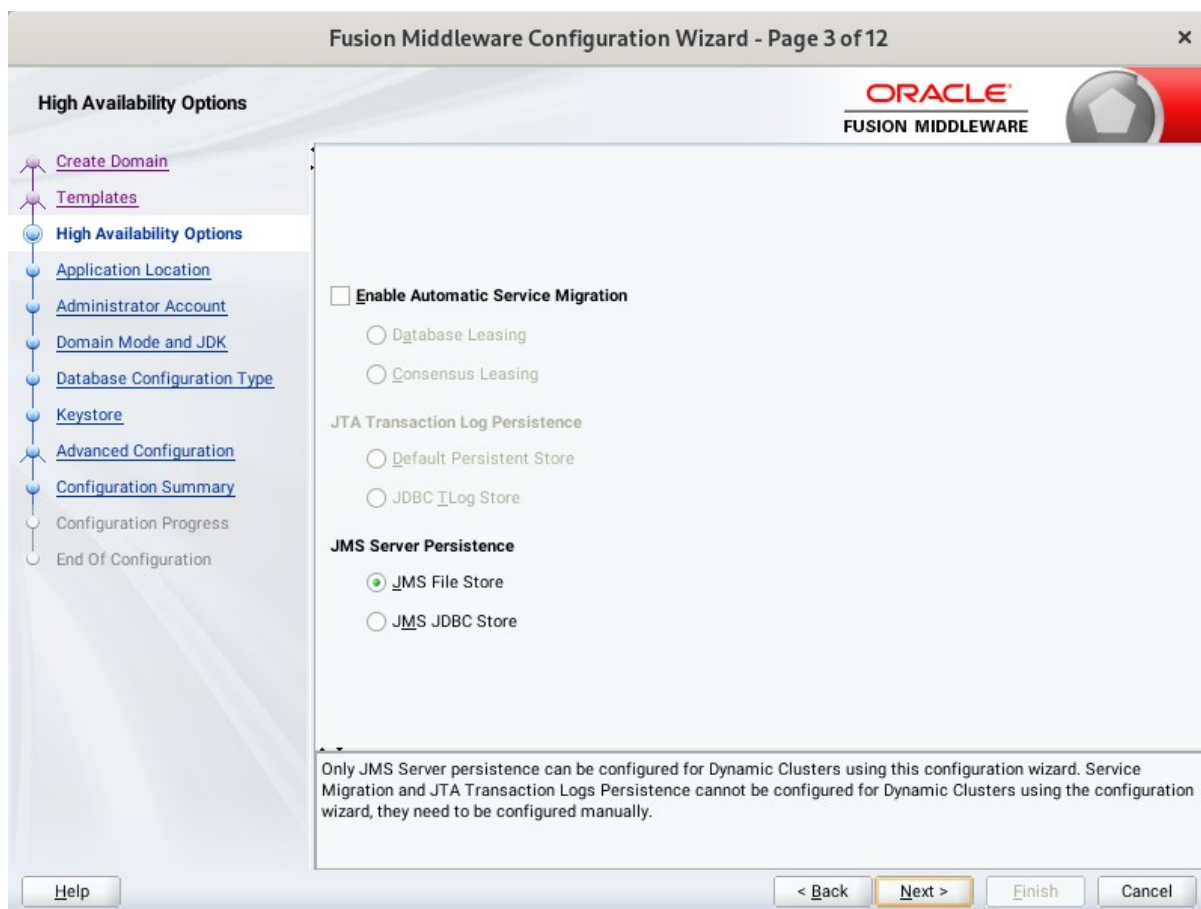 Fusion Middleware Configuration Wizard - Page 3 of 12
×
High Availability Options
ORACLE
FUSION MIDDLEWARE
Create Domain
Templates
High Availability Options
Application Location
Administrator Account
Domain Mode and JDK
Database Configuration Type
Keystore
Advanced Configuration
Configuration Summary
Configuration Progress
End Of Configuration
Enable Automatic Service Migration
Database Leasing
Consensus Leasing
JTA Transaction Log Persistence
Default Persistent Store
JDBC TLog Store
JMS Server Persistence
JMS File Store
JMS JDBC Store
Only JMS Server persistence can be configured for Dynamic Clusters using this configuration wizard. Service
Migration and JTA Transaction Logs Persistence cannot be configured for Dynamic Clusters using the configuration
wizard, they need to be configured manually.
Help
< Back
Next >
Finish
Cancel